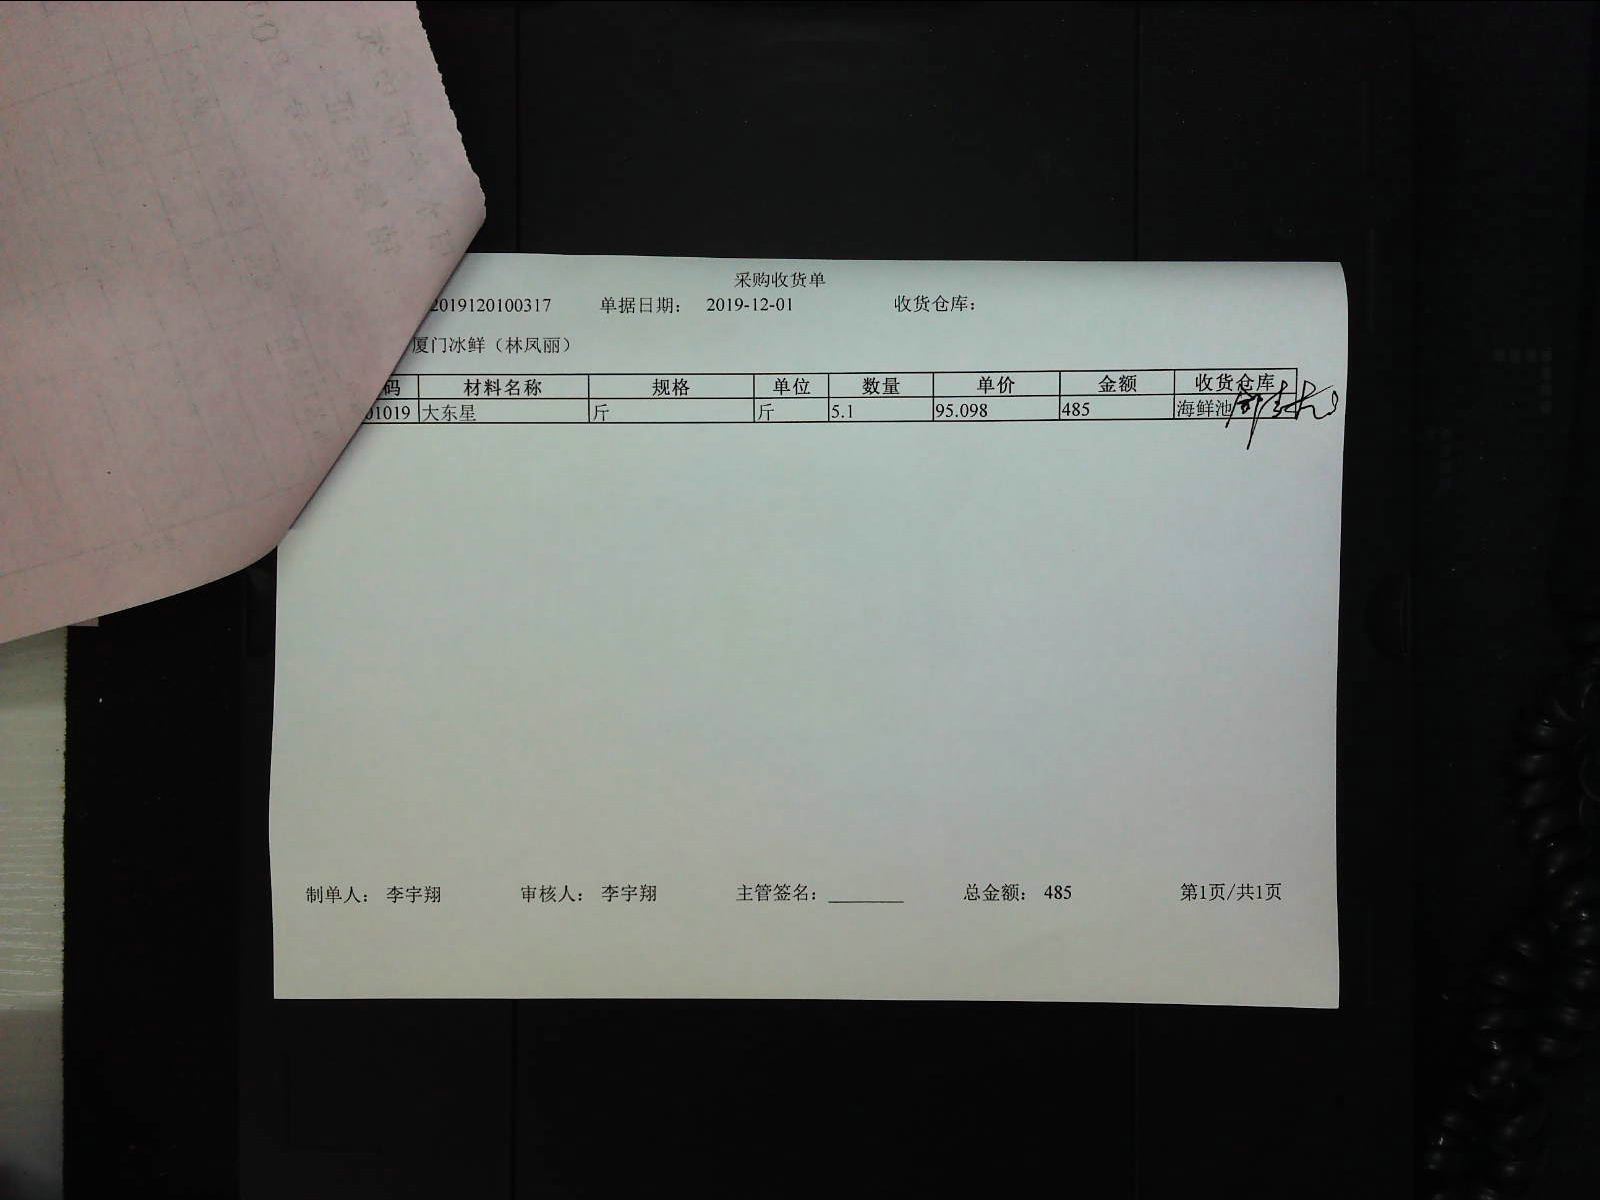 采购收货单
2019120100317 单据日期： 2019-12-01 收货仓库：
厦门冰鲜（林凤丽）
码 材料名称 规格 单位 数量 单价 金额 收货仓库
01019 大东星 斤 斤 5.1 95.098 485 海鲜池
制单人： 李宇翔 审核人： 李宇翔 主管签名： 总金额： 485 第1页/共1页